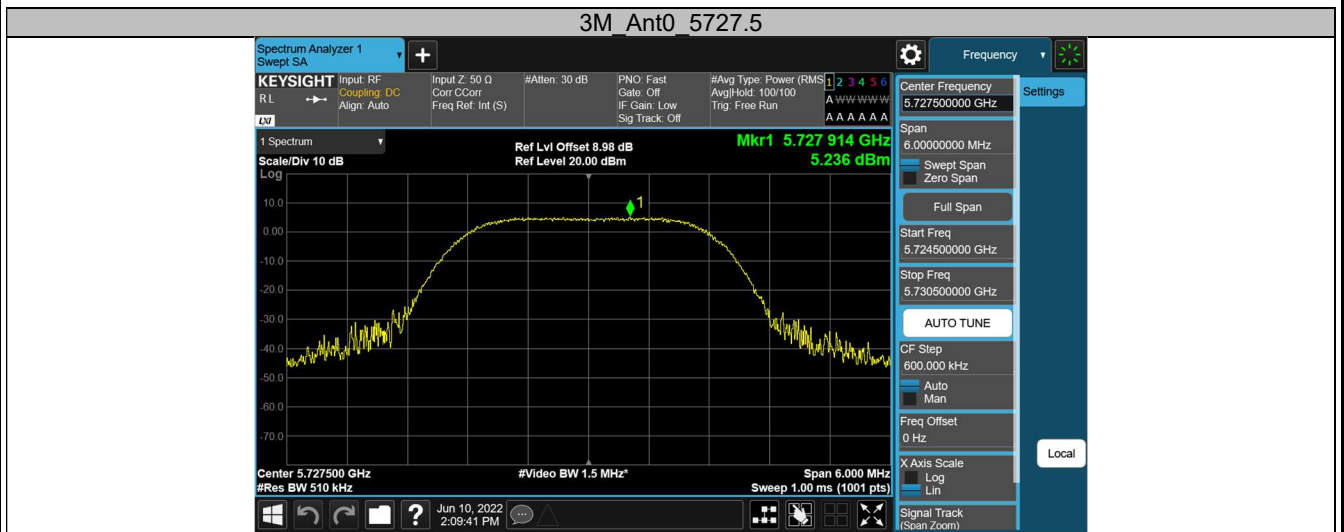 3M_Ant0_5727.5
Spectrum Analyzer 1
Swept SA
+
Frequency
KEYSIGHT
RL
LXI
Input: RF
Coupling: DC
Align: Auto
Input Z: 50 Ω
Corr CCorr
Freq Ref: Int (S)
#Atten: 30 dB
PNO: Fast
Gate: Off
IF Gain: Low
Sig Track: Off
#Avg Type: Power (RMS
Avg|Hold: 100/100
Trig: Free Run
1 2 3 4 5 6
A W W W W W
A A A A A A
1 Spectrum
Scale/Div 10 dB
Log
Ref Lvl Offset 8.98 dB
Ref Level 20.00 dBm
Mkr1 5.727 914 GHz
5.236 dBm
10.0
0.00
-10.0
-20.0
-30.0
-40.0
-50.0
-60.0
-70.0
1
Center 5.727500 GHz
#Res BW 510 kHz
#Video BW 1.5 MHz*
Span 6.000 MHz
Sweep 1.00 ms (1001 pts)
?
Jun 10, 2022
2:09:41 PM
Center Frequency
5.727500000 GHz
Span
6.00000000 MHz
Swept Span
Zero Span
Full Span
Start Freq
5.724500000 GHz
Stop Freq
5.730500000 GHz
AUTO TUNE
CF Step
600.000 kHz
Auto
Man
Freq Offset
0 Hz
X Axis Scale
Log
Lin
Signal Track
(Span Zoom)
Settings
Local